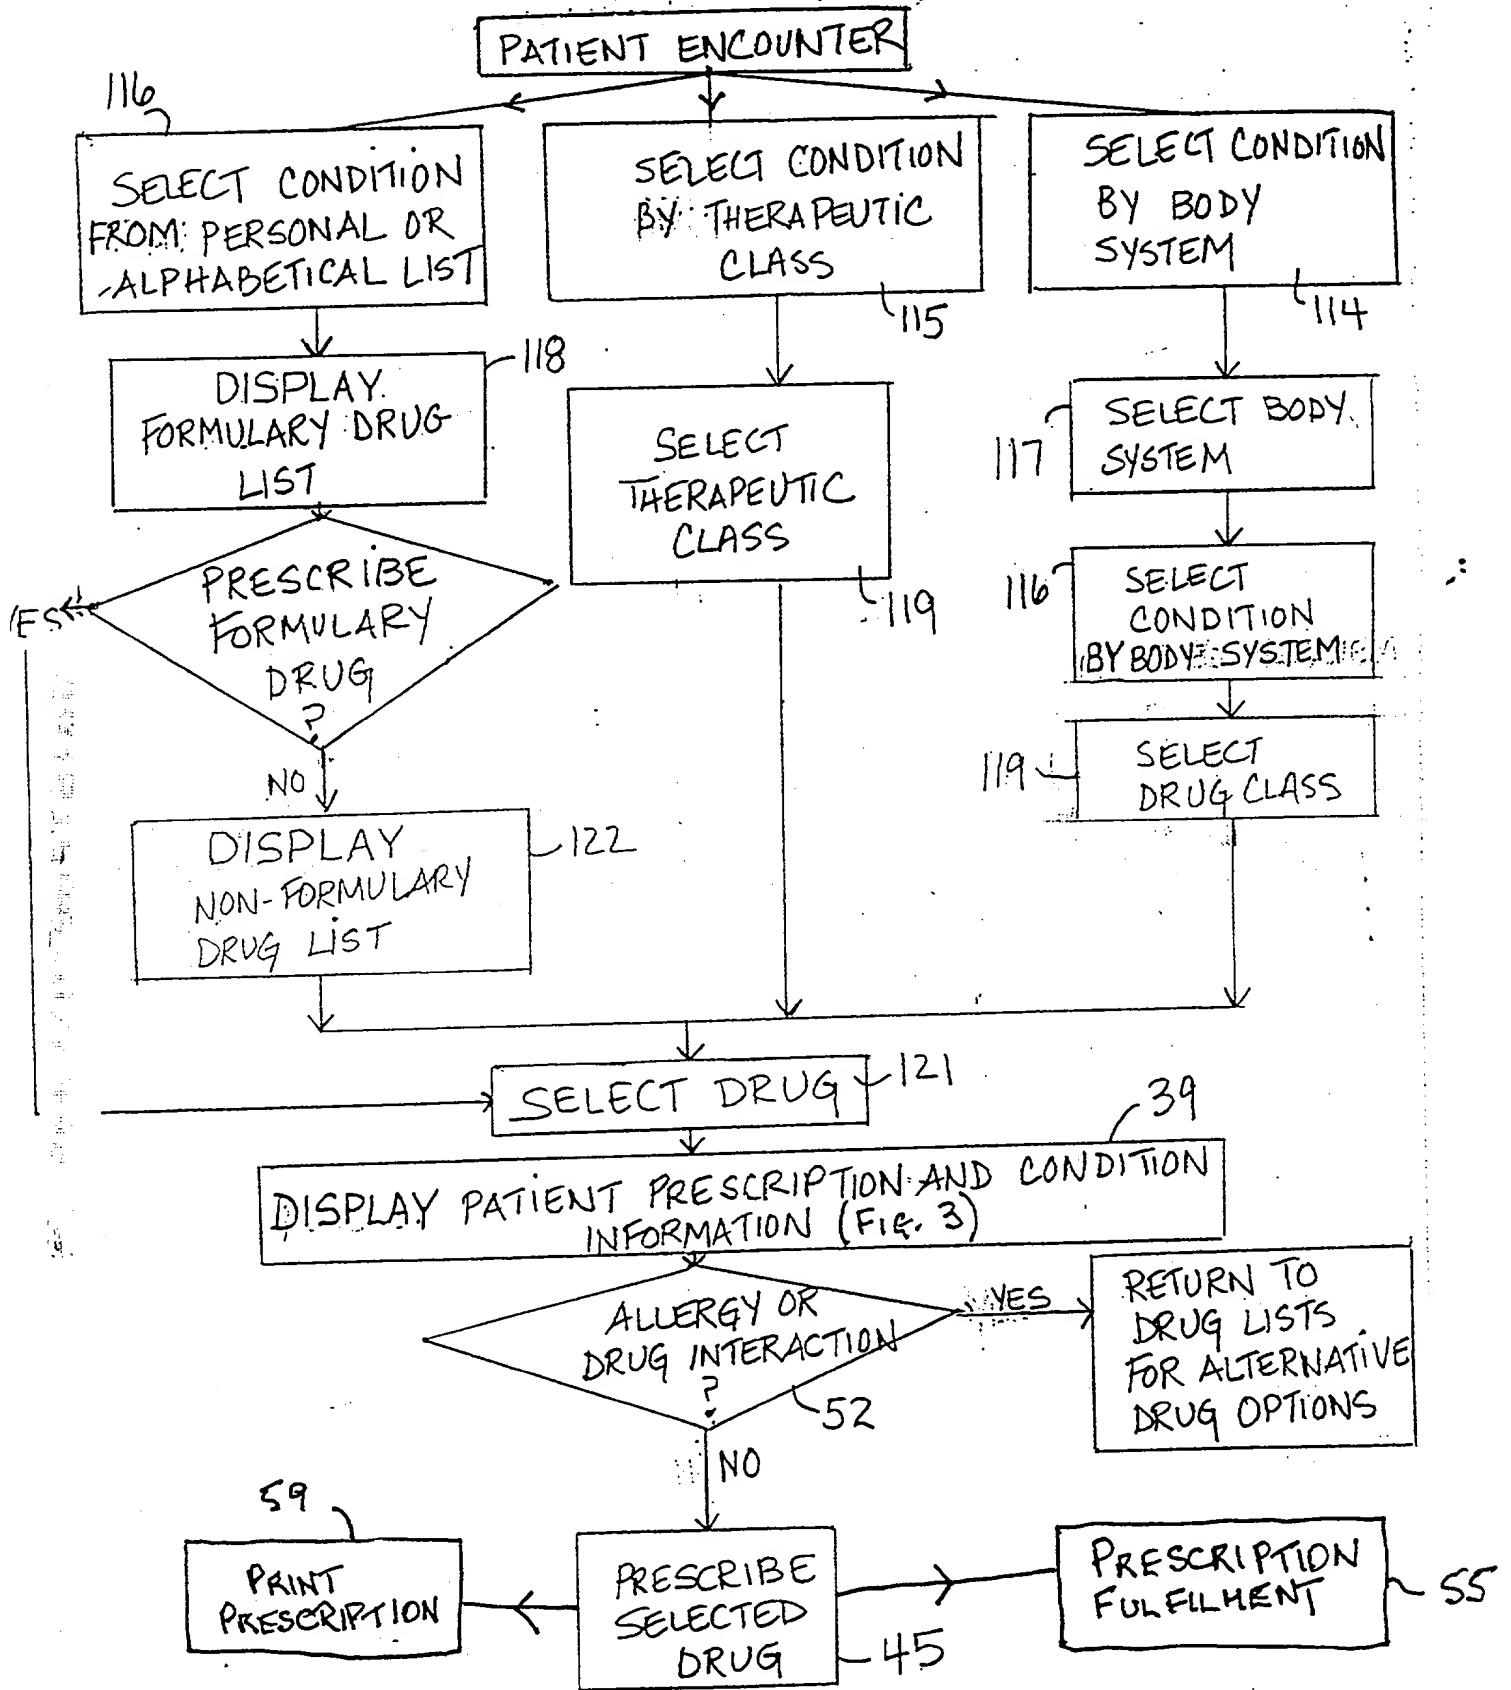 PATIENT ENCOUNTER
116
SELECT CONDITION
FROM: PERSONAL OR
ALPHABETICAL LIST
SELECT CONDITION
BY THERAPEUTIC
CLASS
115
SELECT CONDITION
BY BODY
SYSTEM
114
DISPLAY
FORMULARY DRUG
LIST
118
SELECT
THERAPEUTIC
CLASS
119
117
SELECT BODY
SYSTEM
116
SELECT
CONDITION
BY BODY SYSTEM
119
SELECT
DRUG CLASS
PRESCRIBE
FORMULARY
DRUG
?
YES
NO
DISPLAY
NON-FORMULARY
DRUG LIST
122
SELECT DRUG
121
39
DISPLAY PATIENT PRESCRIPTION AND CONDITION
INFORMATION (FIG. 3)
ALLERGY OR
DRUG INTERACTION
?
52
YES
RETURN TO
DRUG LISTS
FOR ALTERNATIVE
DRUG OPTIONS
NO
59
PRINT
PRESCRIPTION
PRESCRIBE
SELECTED
DRUG
45
PRESCRIPTION
FULFILMENT
55